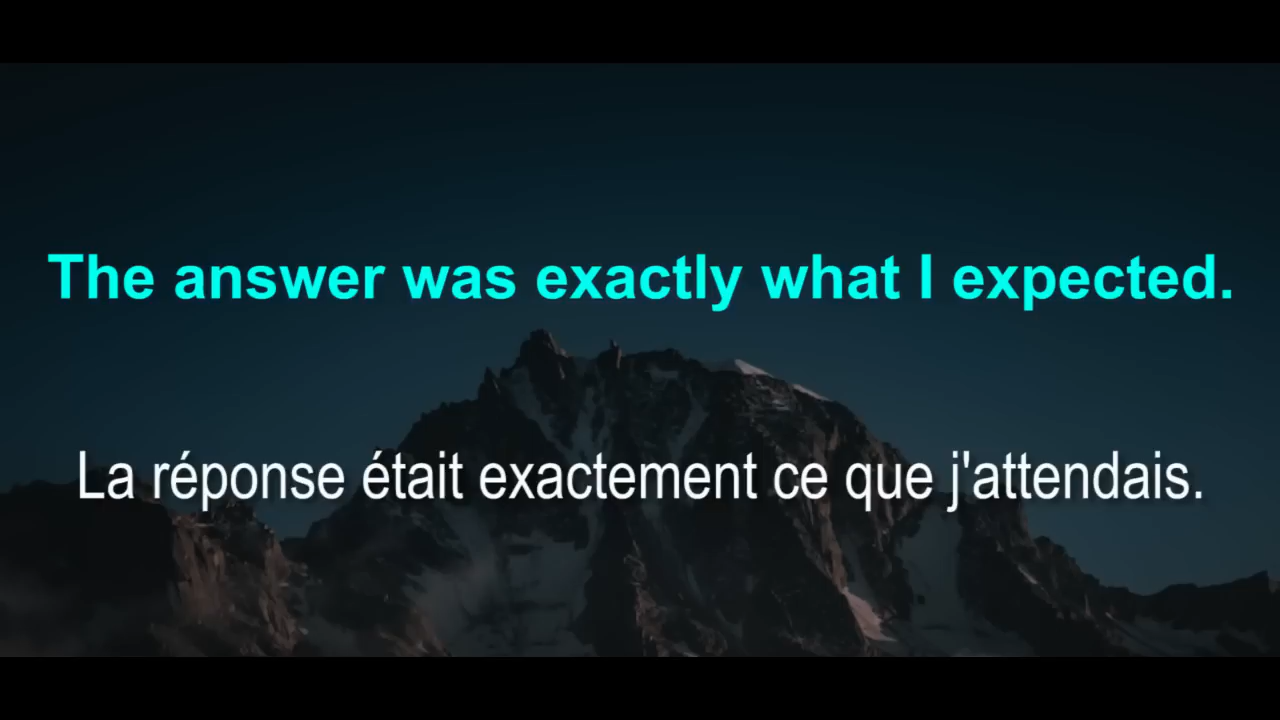 The answer was exactly what I expected.
La réponse était exactement ce que j'attendais.